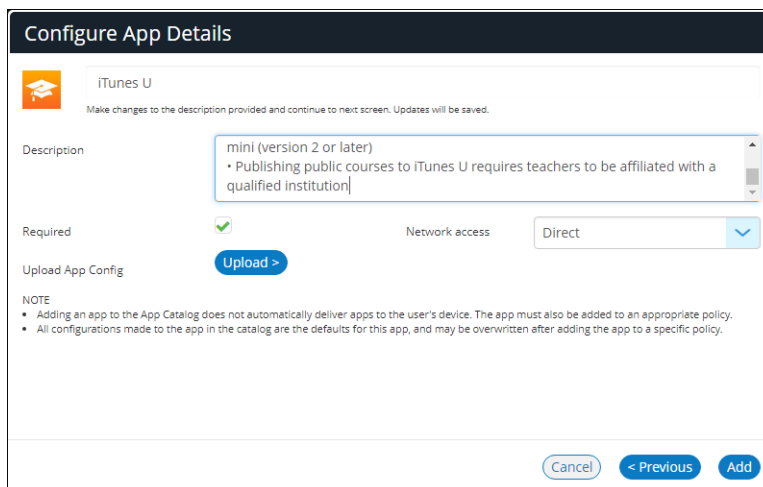 Configure App Details
iTunes U
Make changes to the description provided and continue to next screen. Updates will be saved.
Description
mini (version 2 or later)
• Publishing public courses to iTunes U requires teachers to be affiliated with a
qualified institution
Required
Network access
Direct
Upload App Config
Upload >
NOTE
• Adding an app to the App Catalog does not automatically deliver apps to the user's device. The app must also be added to an appropriate policy.
• All configurations made to the app in the catalog are the defaults for this app, and may be overwritten after adding the app to a specific policy.
Cancel
< Previous
Add